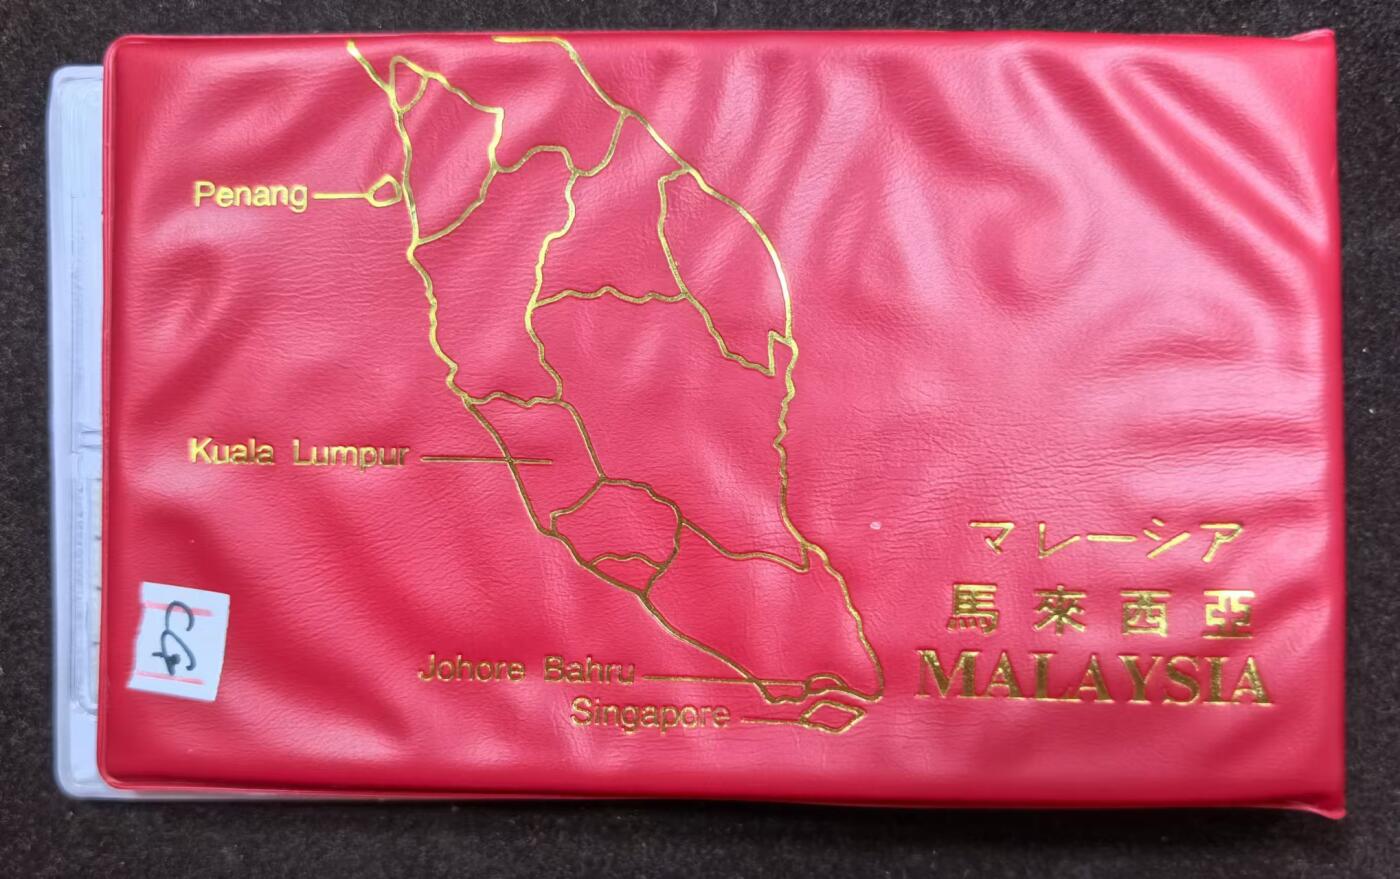 Penang
Kuala Lumpur
マレーシア
馬來西亞
MALAYSIA
Johore Bahru
Singapore